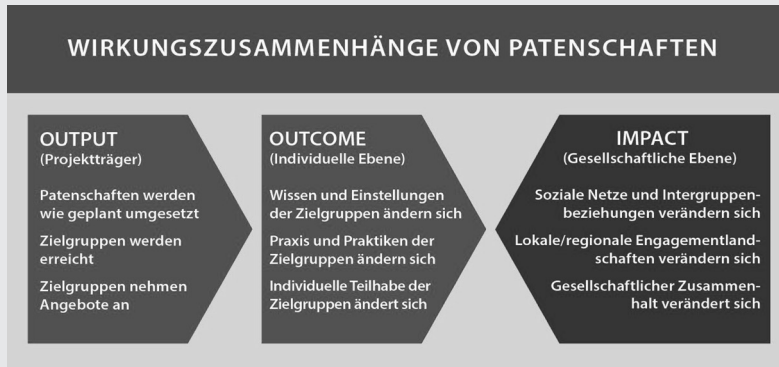 WIRKUNGSZUSAMMENHÄNGE VON PATENSCHAFTEN
OUTPUT
(Projektträger)
Patenschaften werden
wie geplant umgesetzt
Zielgruppen werden
erreicht
Zielgruppen nehmen
Angebote an
OUTCOME
(Individuelle Ebene)
Wissen und Einstellungen
der Zielgruppen ändern sich
Praxis und Praktiken der
Zielgruppen ändern sich
Individuelle Teilhabe der
Zielgruppen ändert sich
IMPACT
(Gesellschaftliche Ebene)
Soziale Netze und Intergruppen-
beziehungen verändern sich
Lokale/regionale Engagementland-
schaften verändern sich
Gesellschaftlicher Zusammen-
halt verändert sich